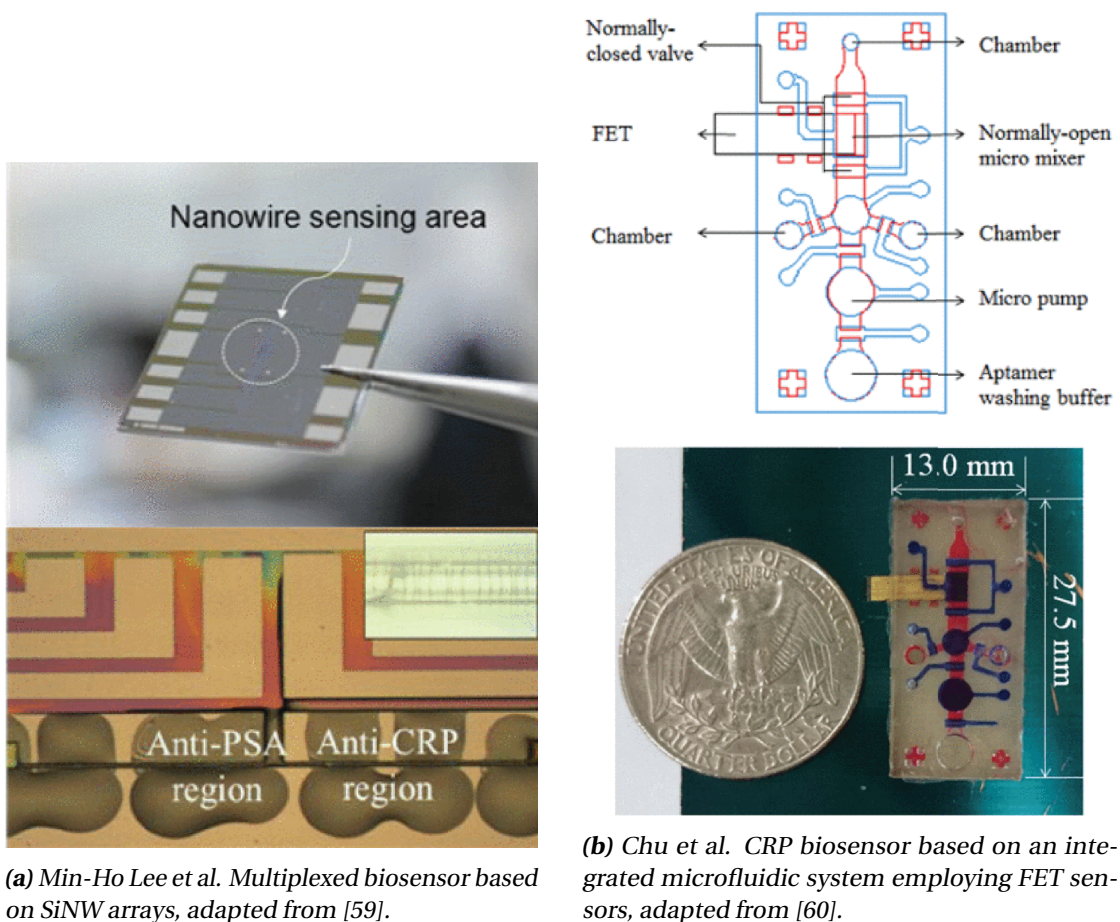 Nanowire sensing area
Anti-PSA
region
Anti-CRP
region
(a) Min-Ho Lee et al. Multiplexed biosensor based
on SiNW arrays, adapted from [59].
Normally-
closed valve
FET
Chamber
Chamber
Normally-open
micro mixer
Chamber
Micro pump
Aptamer
washing buffer
13.0 mm
27.5 mm
UNITED STATES OF AMERICA
E PLURIBUS
UNUM
QUARTER DOLLAR
(b) Chu et al. CRP biosensor based on an inte-
grated microfluidic system employing FET sen-
sors, adapted from [60].